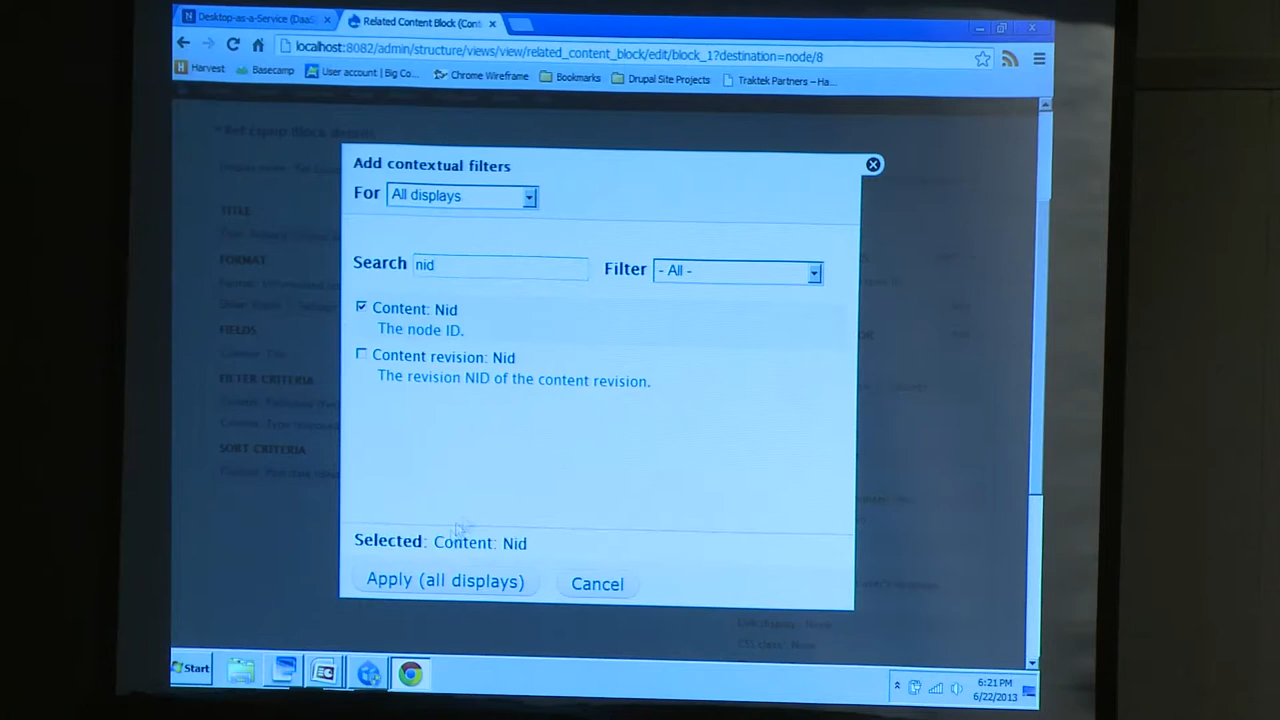 Desktop-as-a-Service (DaaS
Related Content Block (Cont
localhost:8082/admin/structure/views/view/related_content_block/edit/block_1?destination=node/8
Harvest
Basecamp
User account | Big Co...
Chrome Wireframe
Bookmarks
Drupal Site Projects
Traktek Partners – Ha...
TITLE
FORMAT
FIELDS
FILTER CRITERIA
SORT CRITERIA
Add contextual filters
For All displays
Search nid Filter - All -
Content: Nid
The node ID.
Content revision: Nid
The revision NID of the content revision.
Selected: Content: Nid
Apply (all displays) Cancel
CSS class: None
Start
6:21 PM
6/22/2013